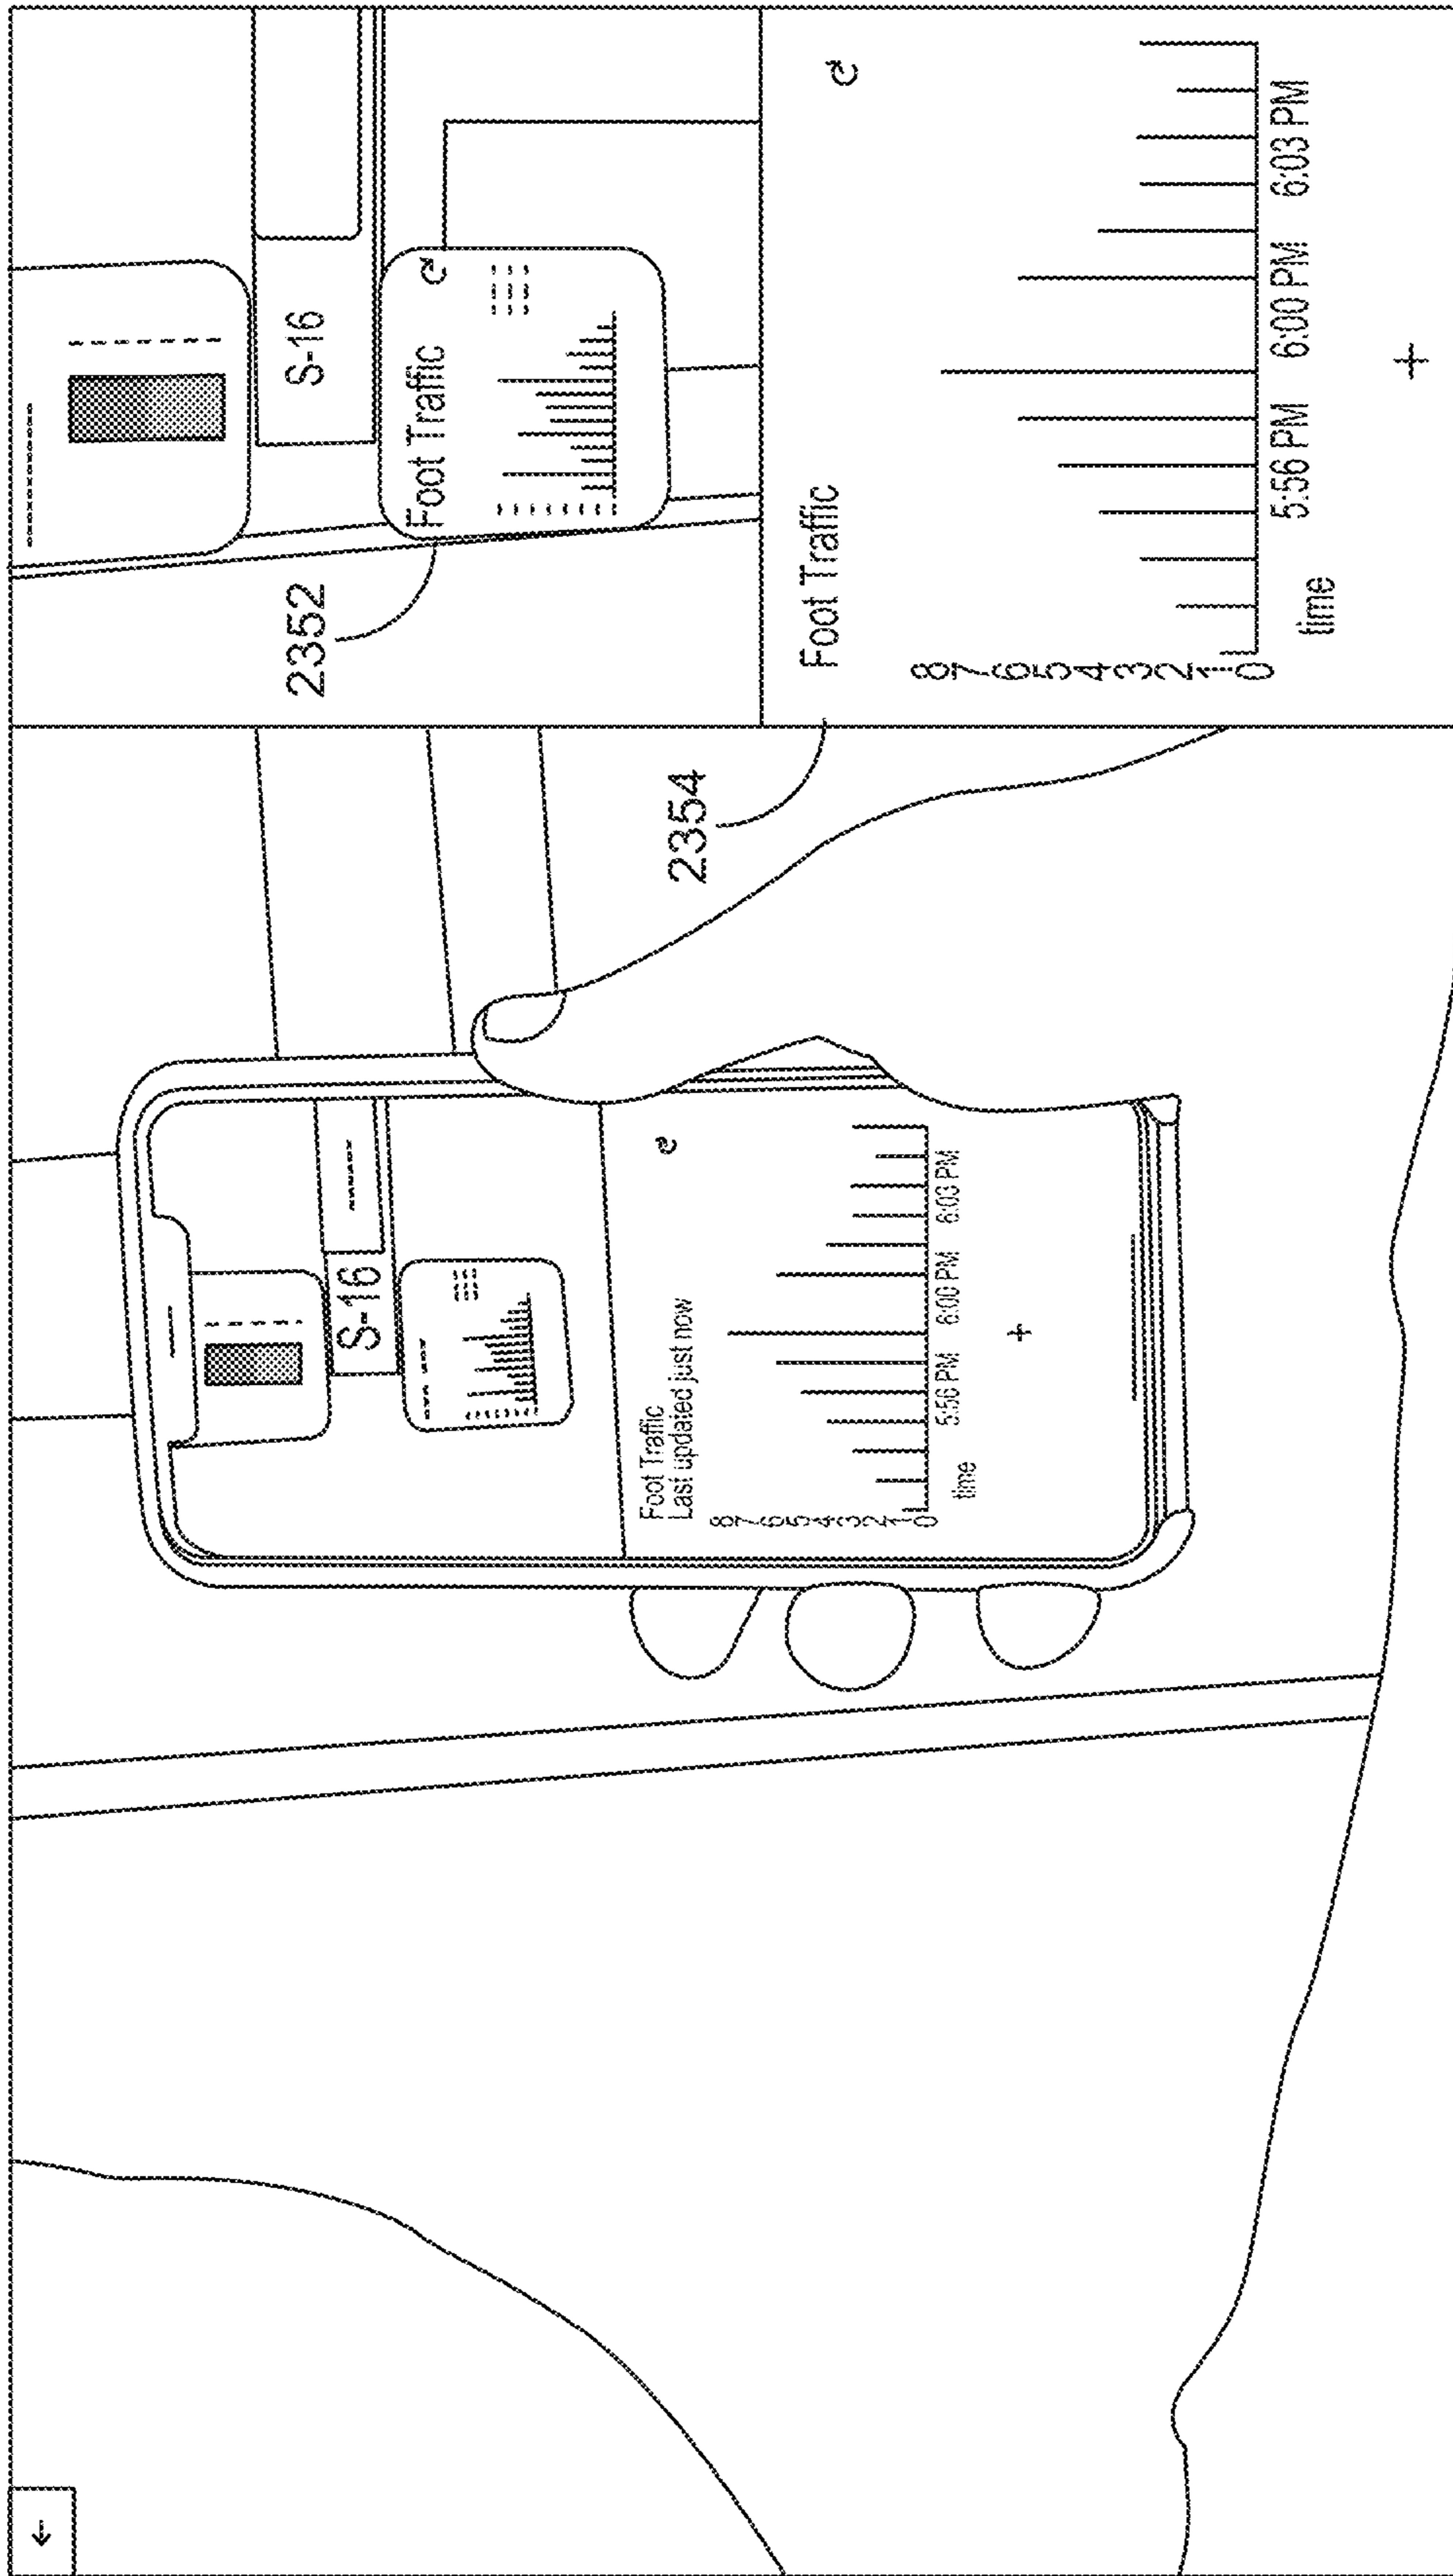 ←
S-16
Foot Traffic
Last updated just now
8
7
6
5
4
3
2
1
0
5:56 PM 6:00 PM 6:03 PM
time
+
S-16
Foot Traffic
2352
2354
Foot Traffic
8
7
6
5
4
3
2
1
0
5:56 PM 6:00 PM 6:03 PM
time
+